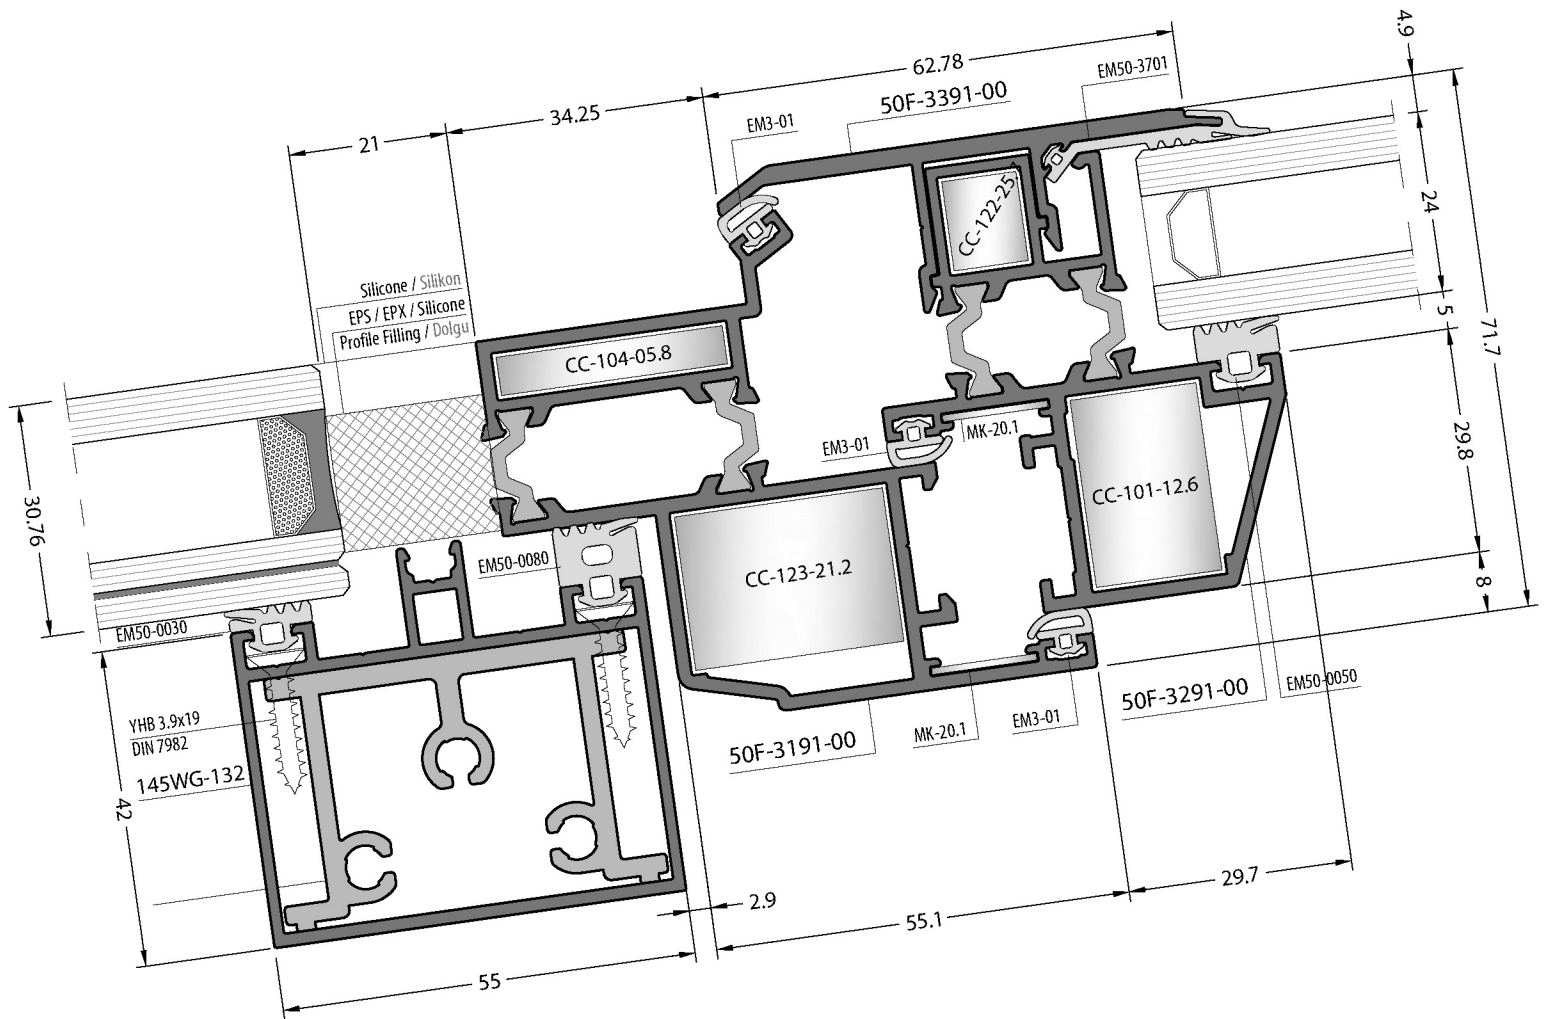 4.9
62.78
EM50-3701
34.25
50F-3391-00
EM3-01
21
CC-122-25.
24
Silicone / Silikon
EPS / EPX / Silicone
Profile Filling / Dolgu
5
71.7
CC-104-05.8
EM3-01
MK-20.1
29.8
CC-101-12.6
30.76
EM50-0080
CC-123-21.2
8
EM50-0030
50F-3291-00
EM50-0050
YHB 3.9x19
DIN 7982
145WG-132
50F-3191-00
MK-20.1
EM3-01
42
2.9
55.1
29.7
55